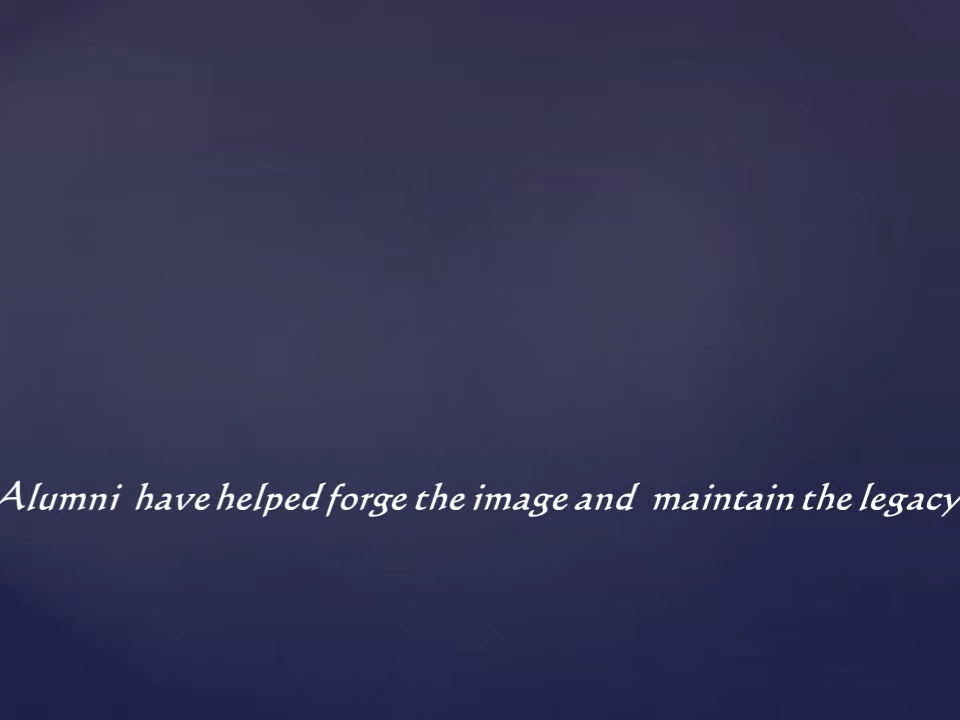 Alumni have helped forge the image and maintain the legacy